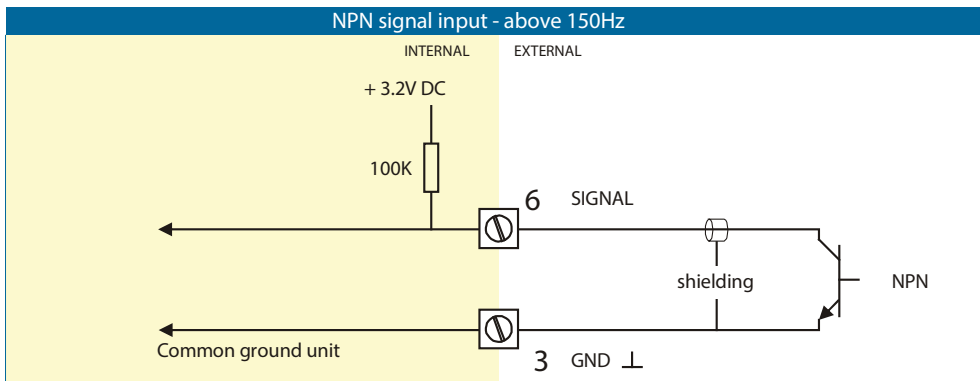 NPN signal input - above 150Hz
INTERNAL
EXTERNAL
+ 3.2V DC
100K
6
SIGNAL
shielding
NPN
Common ground unit
3
GND